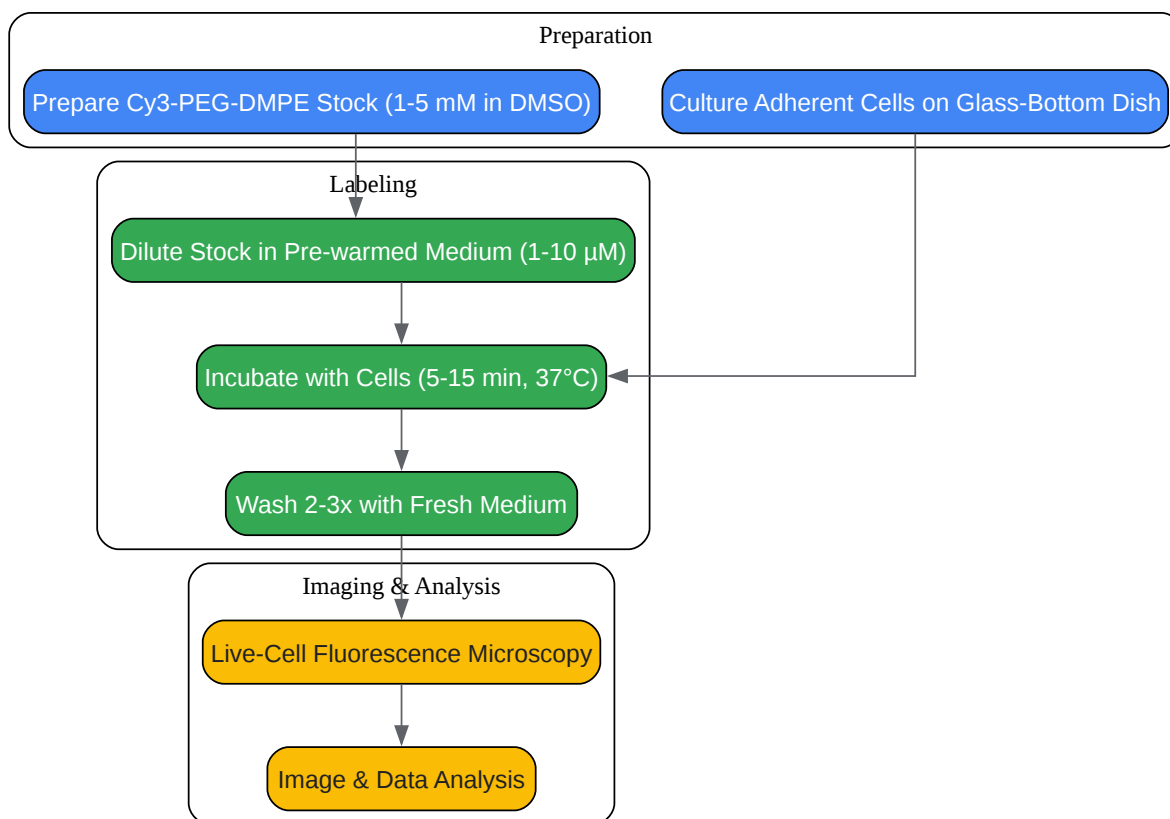 Preparation
Prepare Cy3-PEG-DMPE Stock (1-5 mM in DMSO)
Culture Adherent Cells on Glass-Bottom Dish
Labeling
Dilute Stock in Pre-warmed Medium (1-10 µM)
Incubate with Cells (5-15 min, 37°C)
Wash 2-3x with Fresh Medium
Imaging & Analysis
Live-Cell Fluorescence Microscopy
Image & Data Analysis